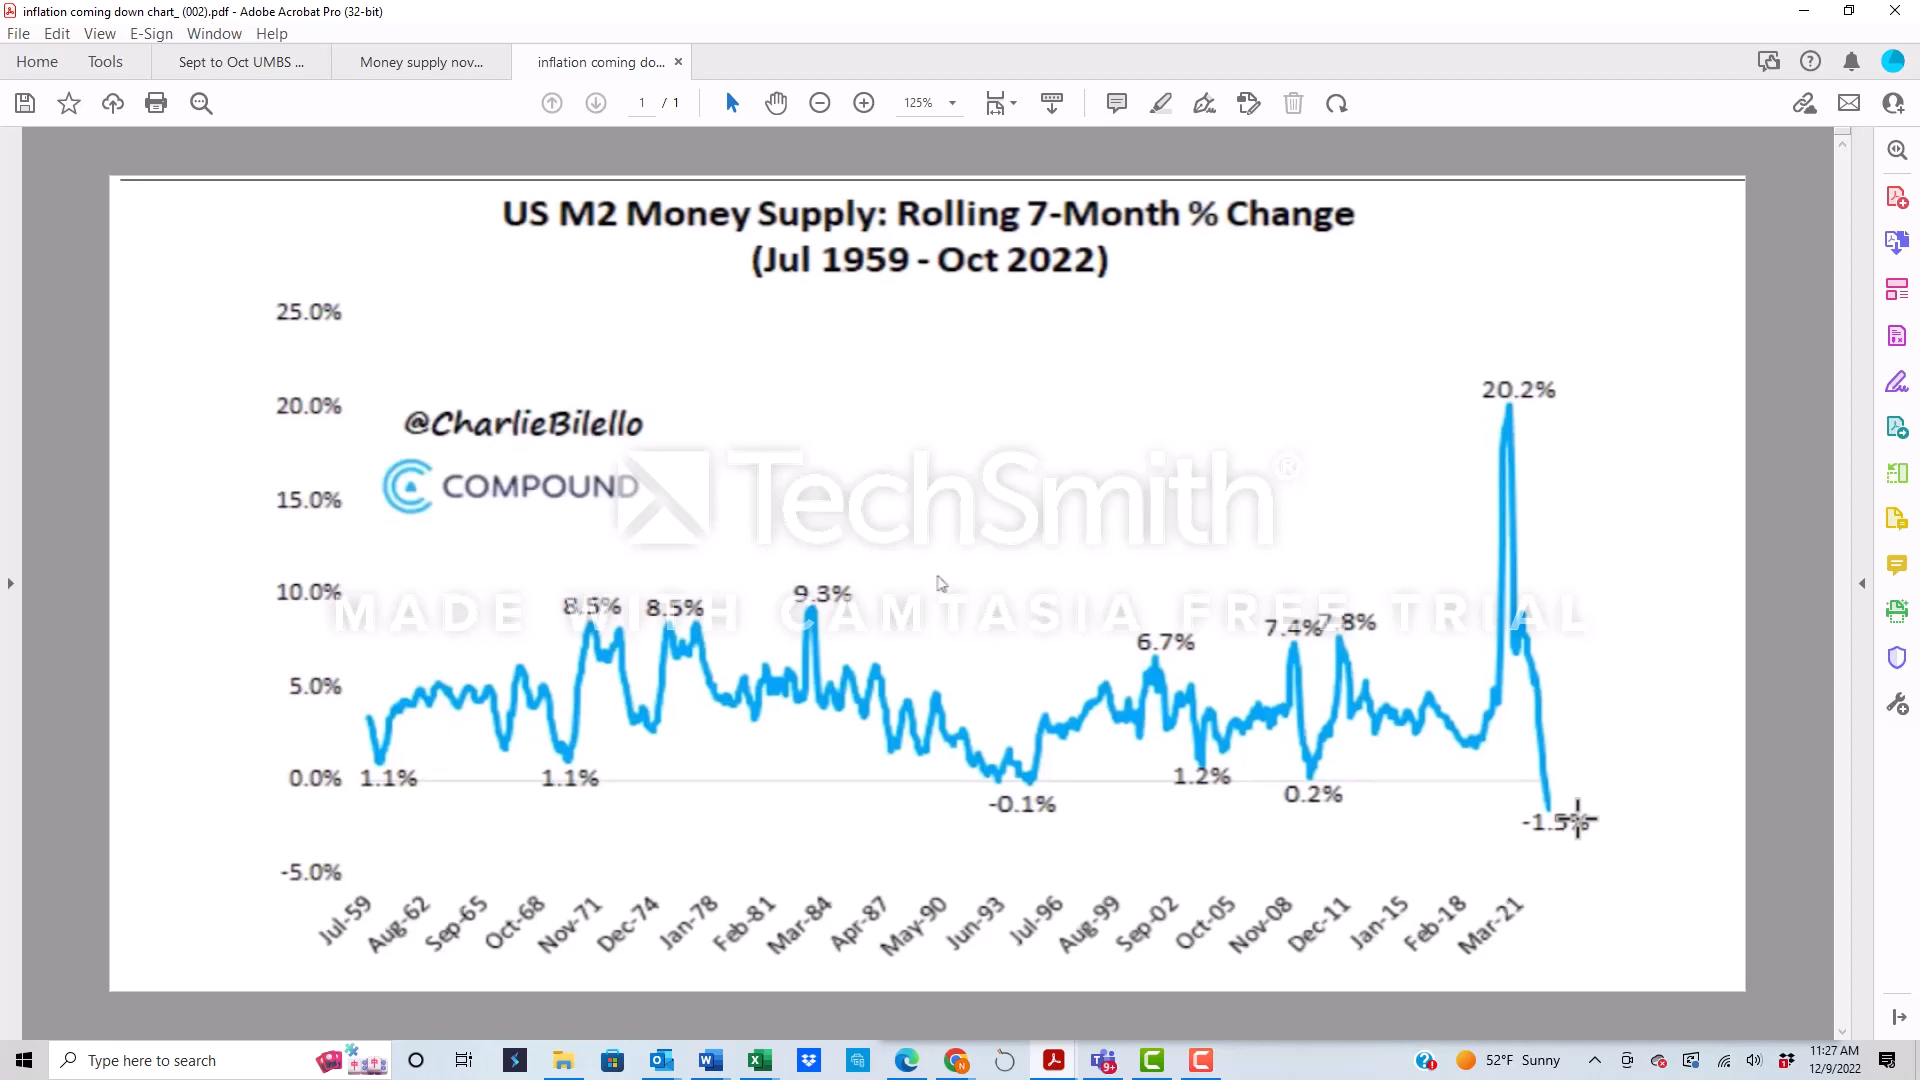 inflation coming down chart_ (002).pdf - Adobe Acrobat Pro (32-bit)
File Edit View E-Sign Window Help
Home Tools Sept to Oct UMBS ... Money supply nov... inflation coming do... ×
1 / 1 125%
US M2 Money Supply: Rolling 7-Month % Change
(Jul 1959 - Oct 2022)
25.0%
20.2%
20.0%
@CharlieBilello
COMPOUND
TechSmith®
15.0%
10.0%
MADE WITH CAMTASIA FREE TRIAL
8.5% 8.5% 9.3% 6.7% 7.4% 7.8%
5.0%
0.0%
1.1% 1.1% -0.1% 1.2% 0.2% -1.5%
-5.0%
Jul-59 Aug-62 Sep-65 Oct-68 Nov-71 Dec-74 Jan-78 Feb-81 Mar-84 Apr-87 May-90 Jun-93 Jul-96 Aug-99 Sep-02 Oct-05 Nov-08 Dec-11 Jan-15 Feb-18 Mar-21
Type here to search
52°F Sunny
11:27 AM
12/9/2022